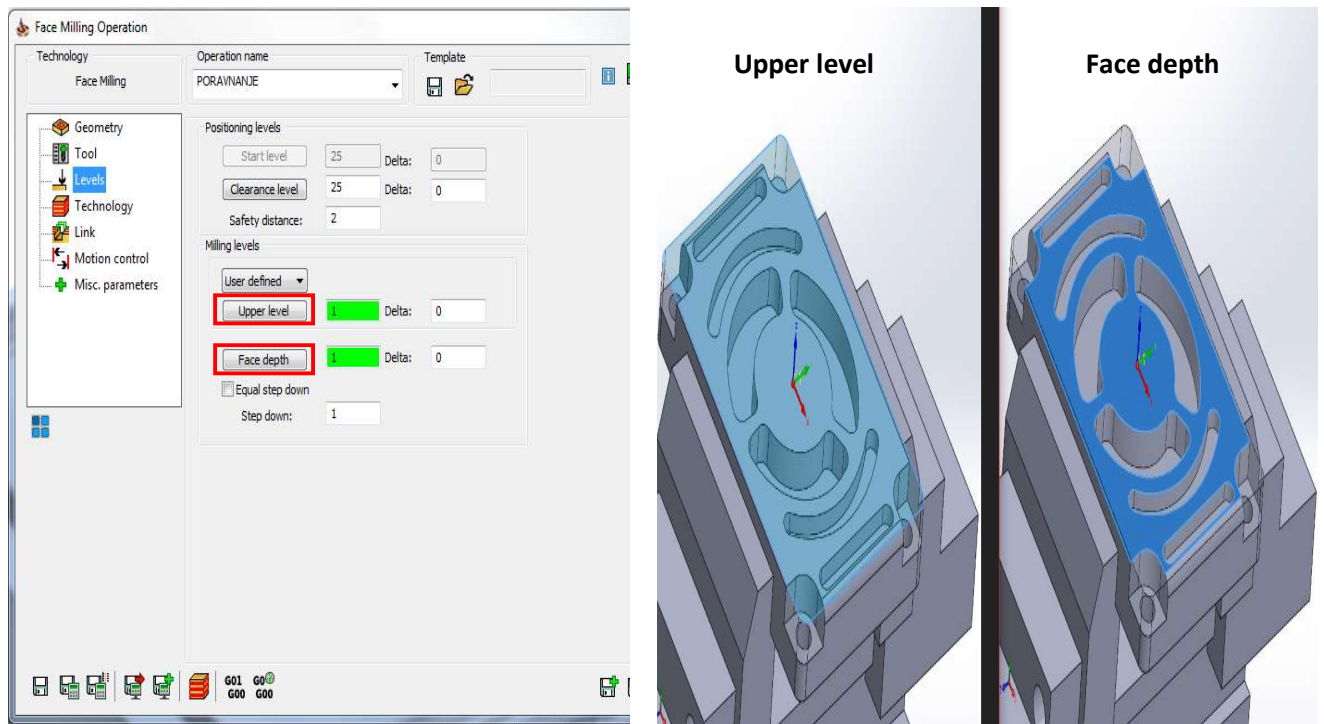 Face Milling Operation
Technology
Face Milling
Operation name
PORAVNANJE
Template
Geometry
Tool
Levels
Technology
Link
Motion control
Misc. parameters
Positioning levels
Start level 25 Delta: 0
Clearance level 25 Delta: 0
Safety distance: 2
Milling levels
User defined
Upper level 1 Delta: 0
Face depth 1 Delta: 0
Equal step down
Step down: 1
G01 G0
G00 G00
Upper level
Face depth